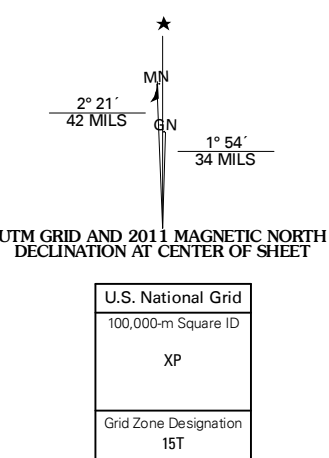 MN
2° 21´
42 MILS
GN
1° 54´
34 MILS
UTM GRID AND 2011 MAGNETIC NORTH
DECLINATION AT CENTER OF SHEET
U.S. National Grid
100,000-m Square ID
XP
Grid Zone Designation
15T